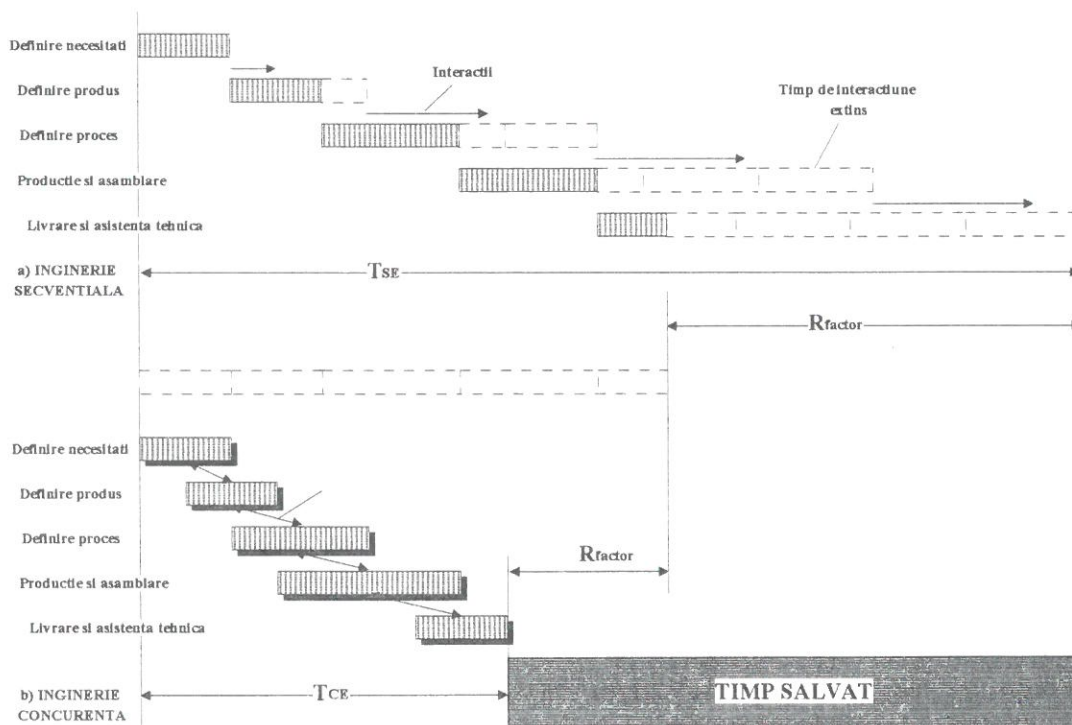 Definire necesitati
Definire produs
Interactii
Timp de interactiune
extins
Definire proces
Productie si asamblare
Livrare si asistenta tehnica
a) INGINERIE
SECVENTIALA
TSE
Rfactor
Definire necesitati
Definire produs
Definire proces
Rfactor
Productie si asamblare
Livrare si asistenta tehnica
b) INGINERIE
CONCURENTA
TCE
TIMP SALVAT